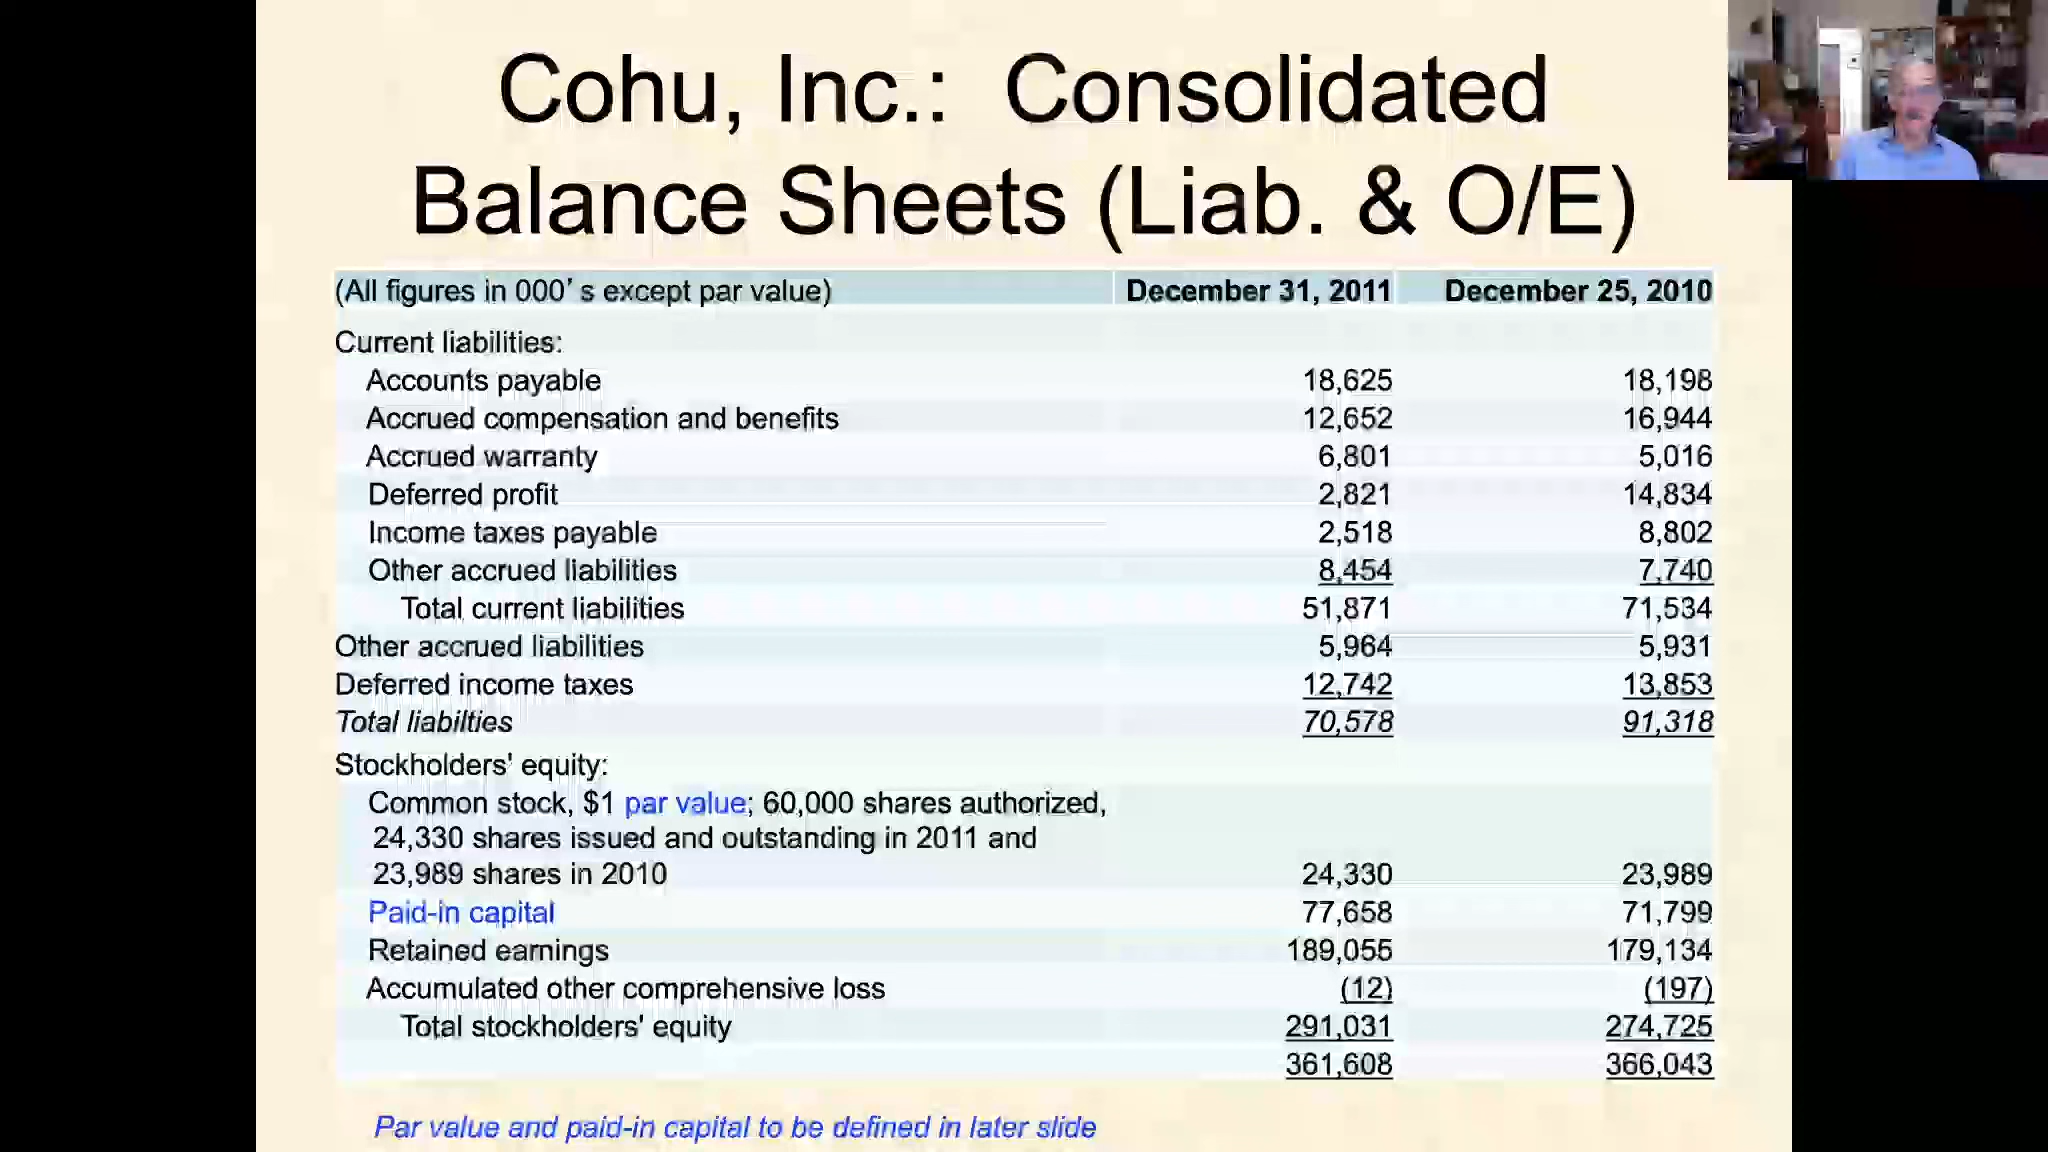 Cohu, Inc.: Consolidated
Balance Sheets (Liab. & O/E)
(All figures in 000's except par value) December 31, 2011 December 25, 2010
Current liabilities:
Accounts payable 18,625 18,198
Accrued compensation and benefits 12,652 16,944
Accrued warranty 6,801 5,016
Deferred profit 2,821 14,834
Income taxes payable 2,518 8,802
Other accrued liabilities 8,454 7,740
Total current liabilities 51,871 71,534
Other accrued liabilities 5,964 5,931
Deferred income taxes 12,742 13,853
Total liabilties 70,578 91,318
Stockholders' equity:
Common stock, $1 par value; 60,000 shares authorized,
24,330 shares issued and outstanding in 2011 and
23,989 shares in 2010 24,330 23,989
Paid-in capital 77,658 71,799
Retained earnings 189,055 179,134
Accumulated other comprehensive loss (12) (197)
Total stockholders' equity 291,031 274,725
361,608 366,043
Par value and paid-in capital to be defined in later slide